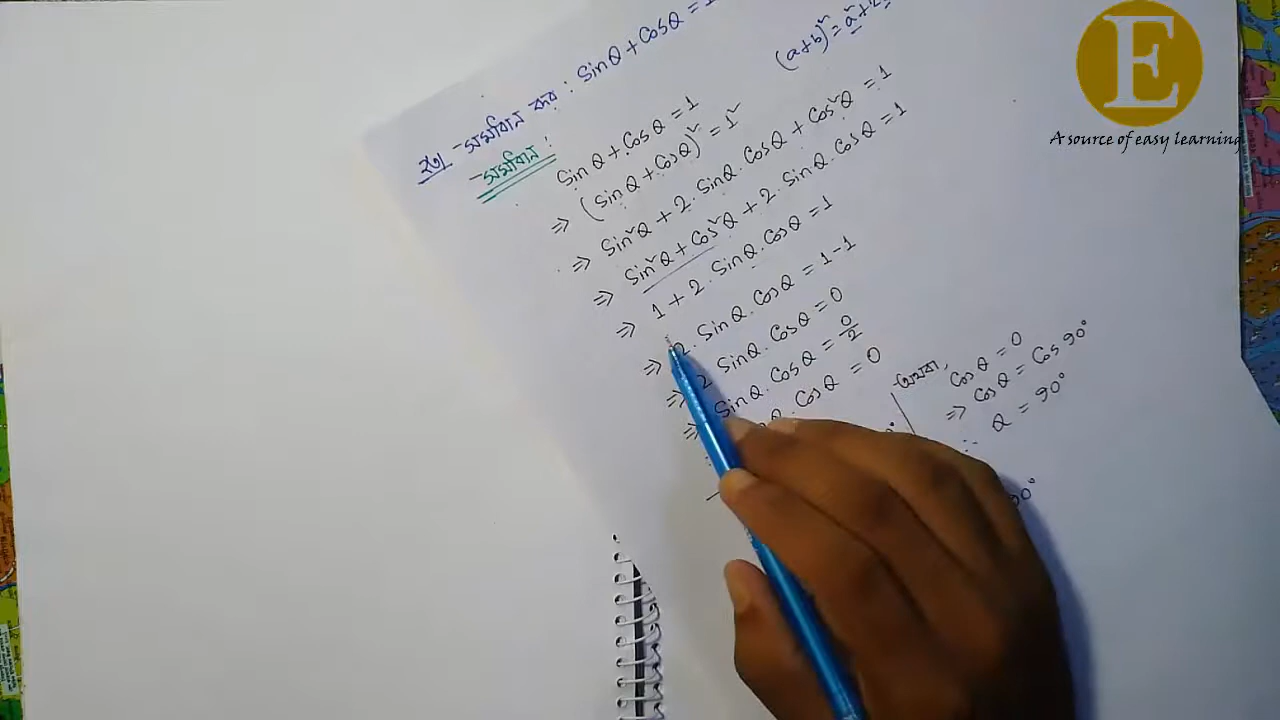 সমাধান কর : Sinθ + Cosθ = 1
(a+b)² = a² + 2
সমাধান :
Sinθ + Cosθ = 1
⇒ (Sinθ + Cosθ)² = 1²
⇒ Sin²θ + 2. Sinθ. Cosθ + Cos²θ = 1
⇒ Sin²θ + Cos²θ + 2. Sinθ. Cosθ = 1
⇒ 1 + 2. Sinθ. Cosθ = 1
⇒ 2. Sinθ. Cosθ = 1-1
⇒ 2 Sinθ. Cosθ = 0
⇒ Sinθ. Cosθ = 0/2
θ. Cosθ = 0
অথবা, Cosθ = 0
⇒ Cosθ = Cos 90°
∴ θ = 90°
90°
E
A source of easy learning